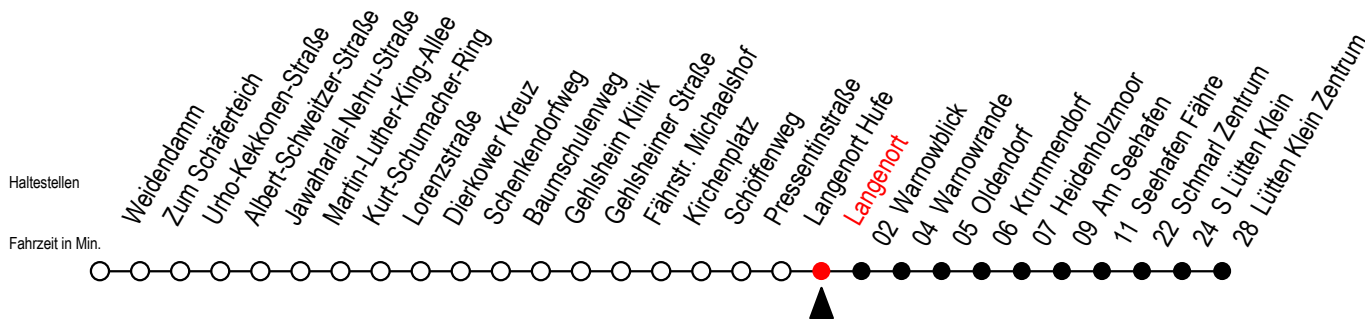 Haltestellen
Fahrzeit in Min.
Weidendamm
Zum Schäferteich
Urho-Kekkonen-Straße
Albert-Schweitzer-Straße
Jawaharlal-Nehru-Straße
Martin-Luther-King-Allee
Kurt-Schumacher-Ring
Lorenzstraße
Dierkower Kreuz
Schenkendorfweg
Baumschulenweg
Gehlsheim Klinik
Gehlsheimer Straße
Fährstr. Michaelshof
Kirchenplatz
Schöffenweg
Pressentinstraße
Langenort Hufe
Langenort
02 Warnowblick
04 Warnowrande
05 Oldendorf
06 Krummendorf
07 Heidenholzmoor
09 Am Seehafen
11 Seehafen Fähre
22 Schmarl Zentrum
24 S Lütten Klein
28 Lütten Klein Zentrum